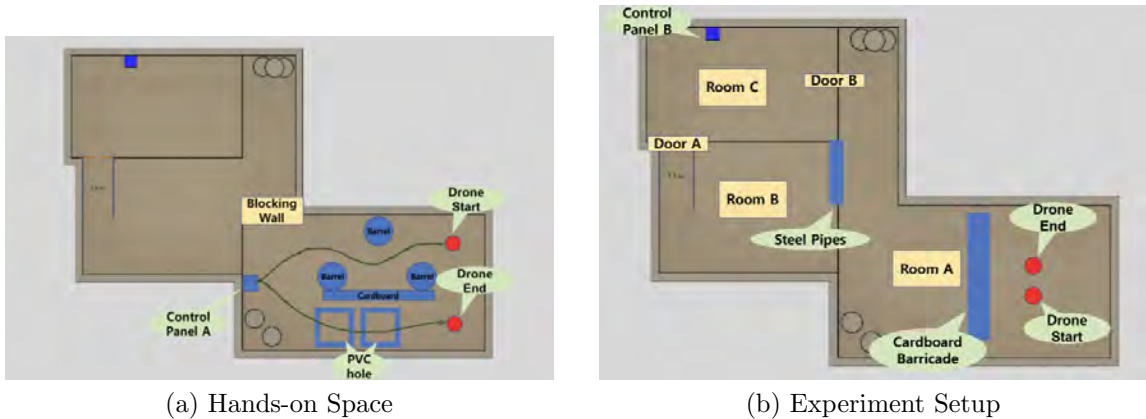 Blocking
Wall
Drone
Start
Barrel
Barrel
Barrel
Cardboard
Drone
End
Control
Panel A
PVC
hole
(a) Hands-on Space
Control
Panel B
Room C
Door B
Door A
Room B
Steel Pipes
Room A
Drone
End
Drone
Start
Cardboard
Barricade
(b) Experiment Setup